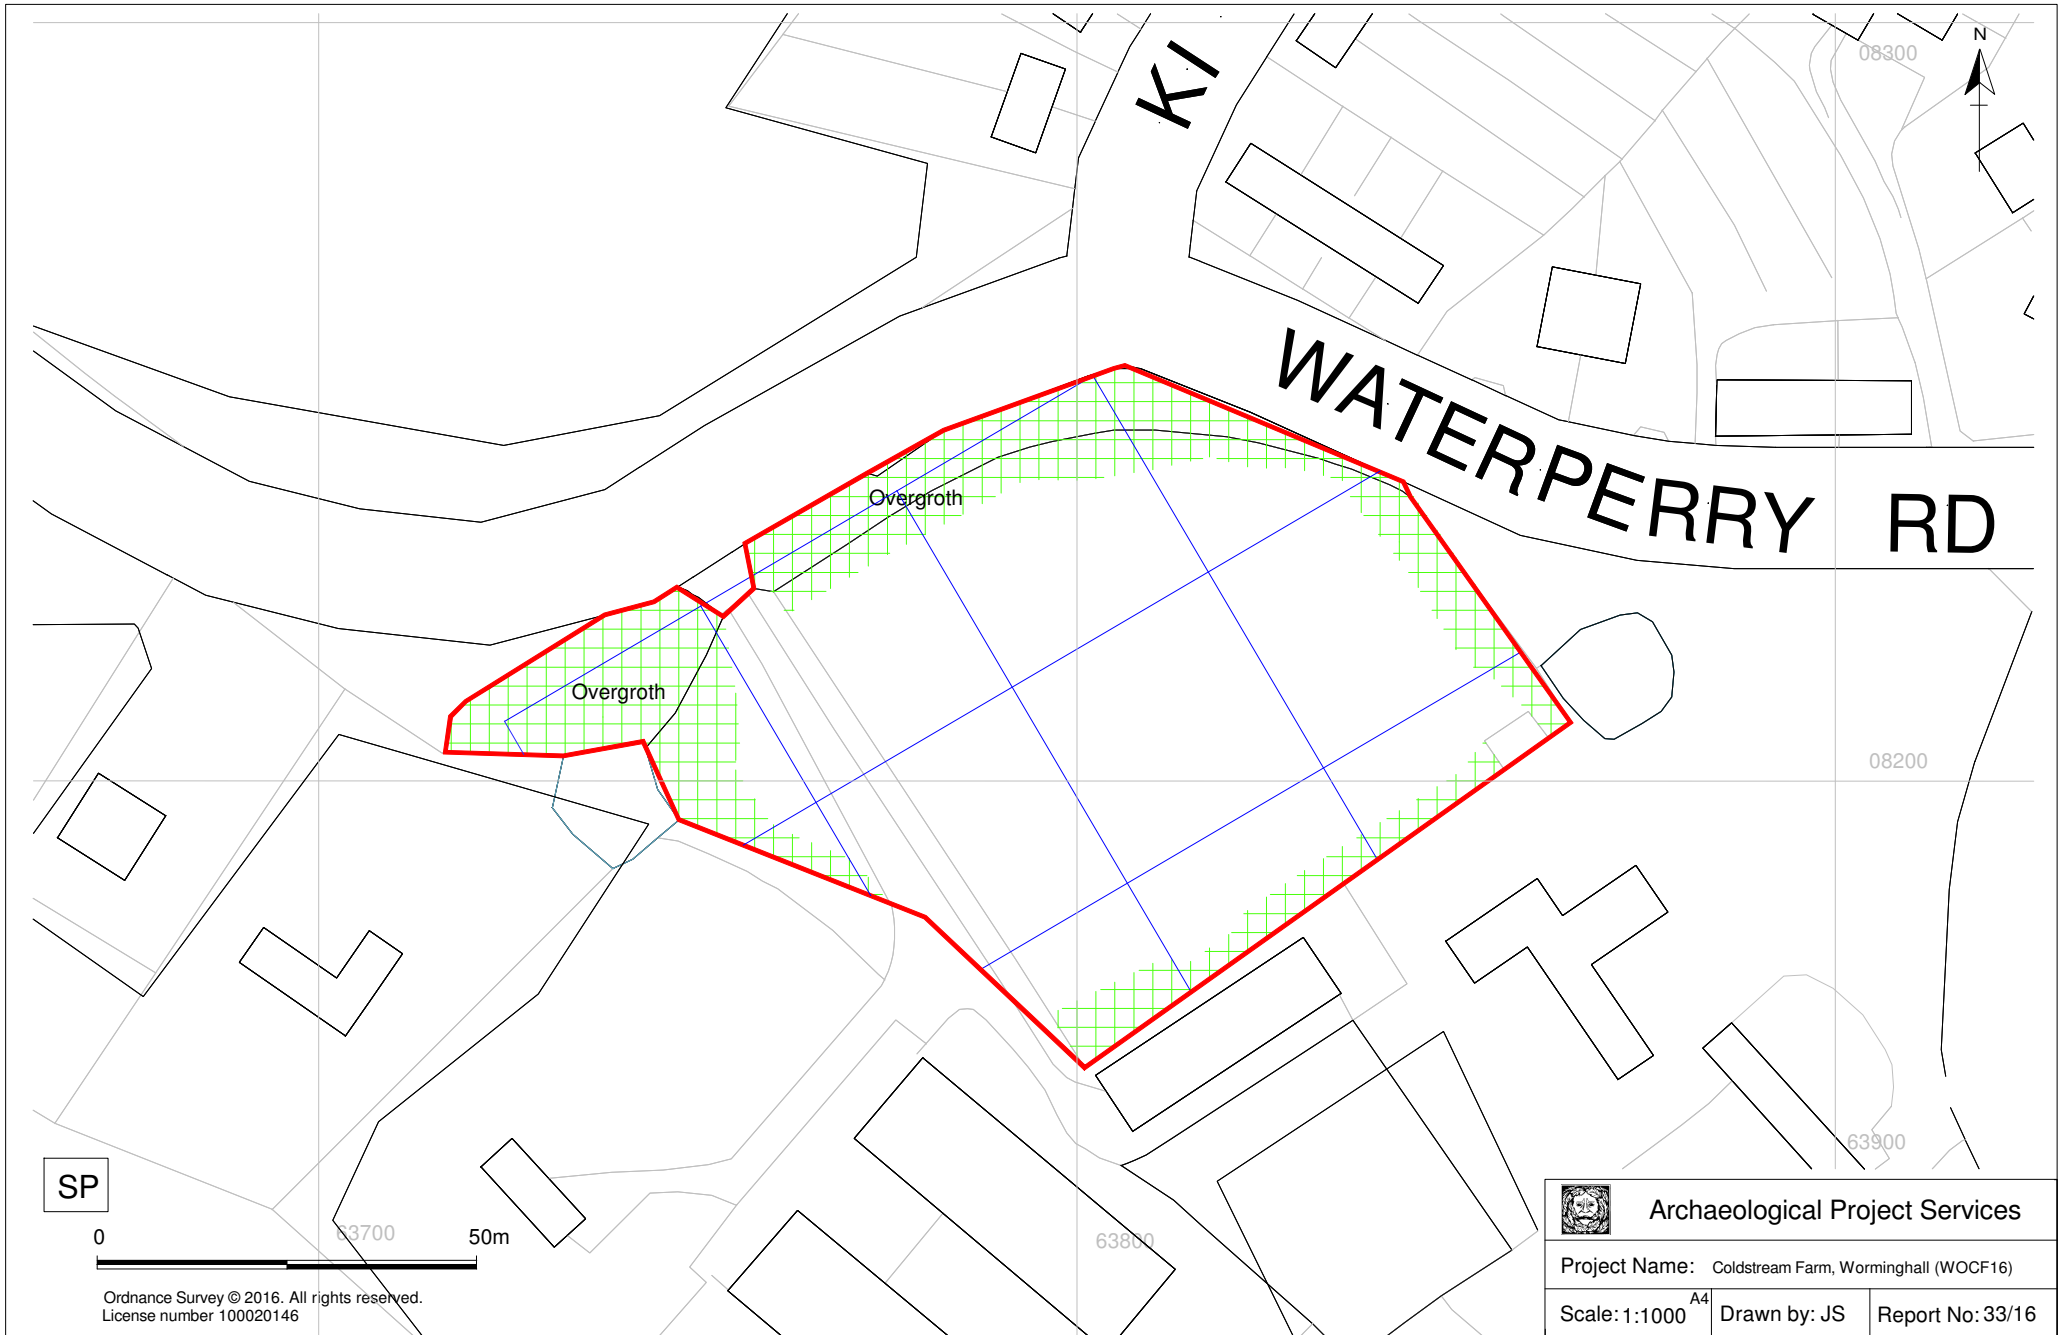 KI
08300
N
WATERPERRY RD
Overgroth
Overgroth
08200
63900
SP
0 50m
63700
63800
Ordnance Survey © 2016. All rights reserved.
License number 100020146
Archaeological Project Services
Project Name: Coldstream Farm, Worminghall (WOCF16)
Scale: 1:1000 A4 Drawn by: JS Report No: 33/16